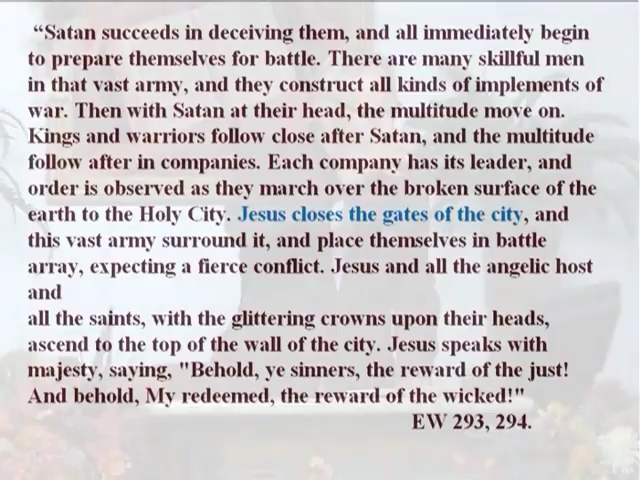 “Satan succeeds in deceiving them, and all immediately begin
to prepare themselves for battle. There are many skillful men
in that vast army, and they construct all kinds of implements of
war. Then with Satan at their head, the multitude move on.
Kings and warriors follow close after Satan, and the multitude
follow after in companies. Each company has its leader, and
order is observed as they march over the broken surface of the
earth to the Holy City. Jesus closes the gates of the city, and
this vast army surround it, and place themselves in battle
array, expecting a fierce conflict. Jesus and all the angelic host
and
all the saints, with the glittering crowns upon their heads,
ascend to the top of the wall of the city. Jesus speaks with
majesty, saying, "Behold, ye sinners, the reward of the just!
And behold, My redeemed, the reward of the wicked!"
EW 293, 294.